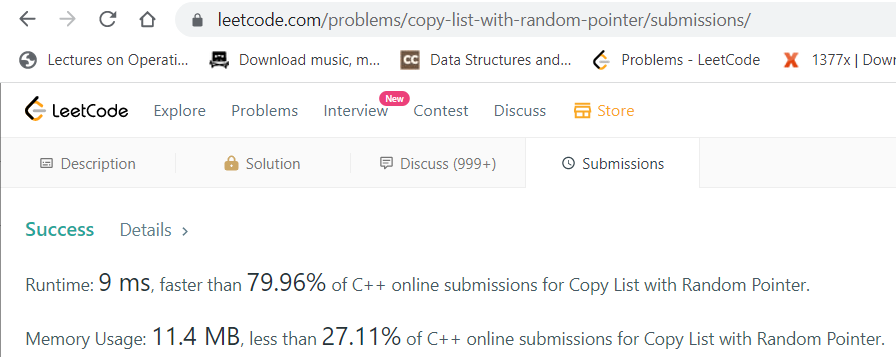 leetcode.com/problems/copy-list-with-random-pointer/submissions/
Lectures on Operati... Download music, m... CC Data Structures and... Problems - LeetCode X 1377x | Dow
LeetCode Explore Problems Interview New Contest Discuss Store
Description Solution Discuss (999+) Submissions
Success Details >
Runtime: 9 ms, faster than 79.96% of C++ online submissions for Copy List with Random Pointer.
Memory Usage: 11.4 MB, less than 27.11% of C++ online submissions for Copy List with Random Pointer.